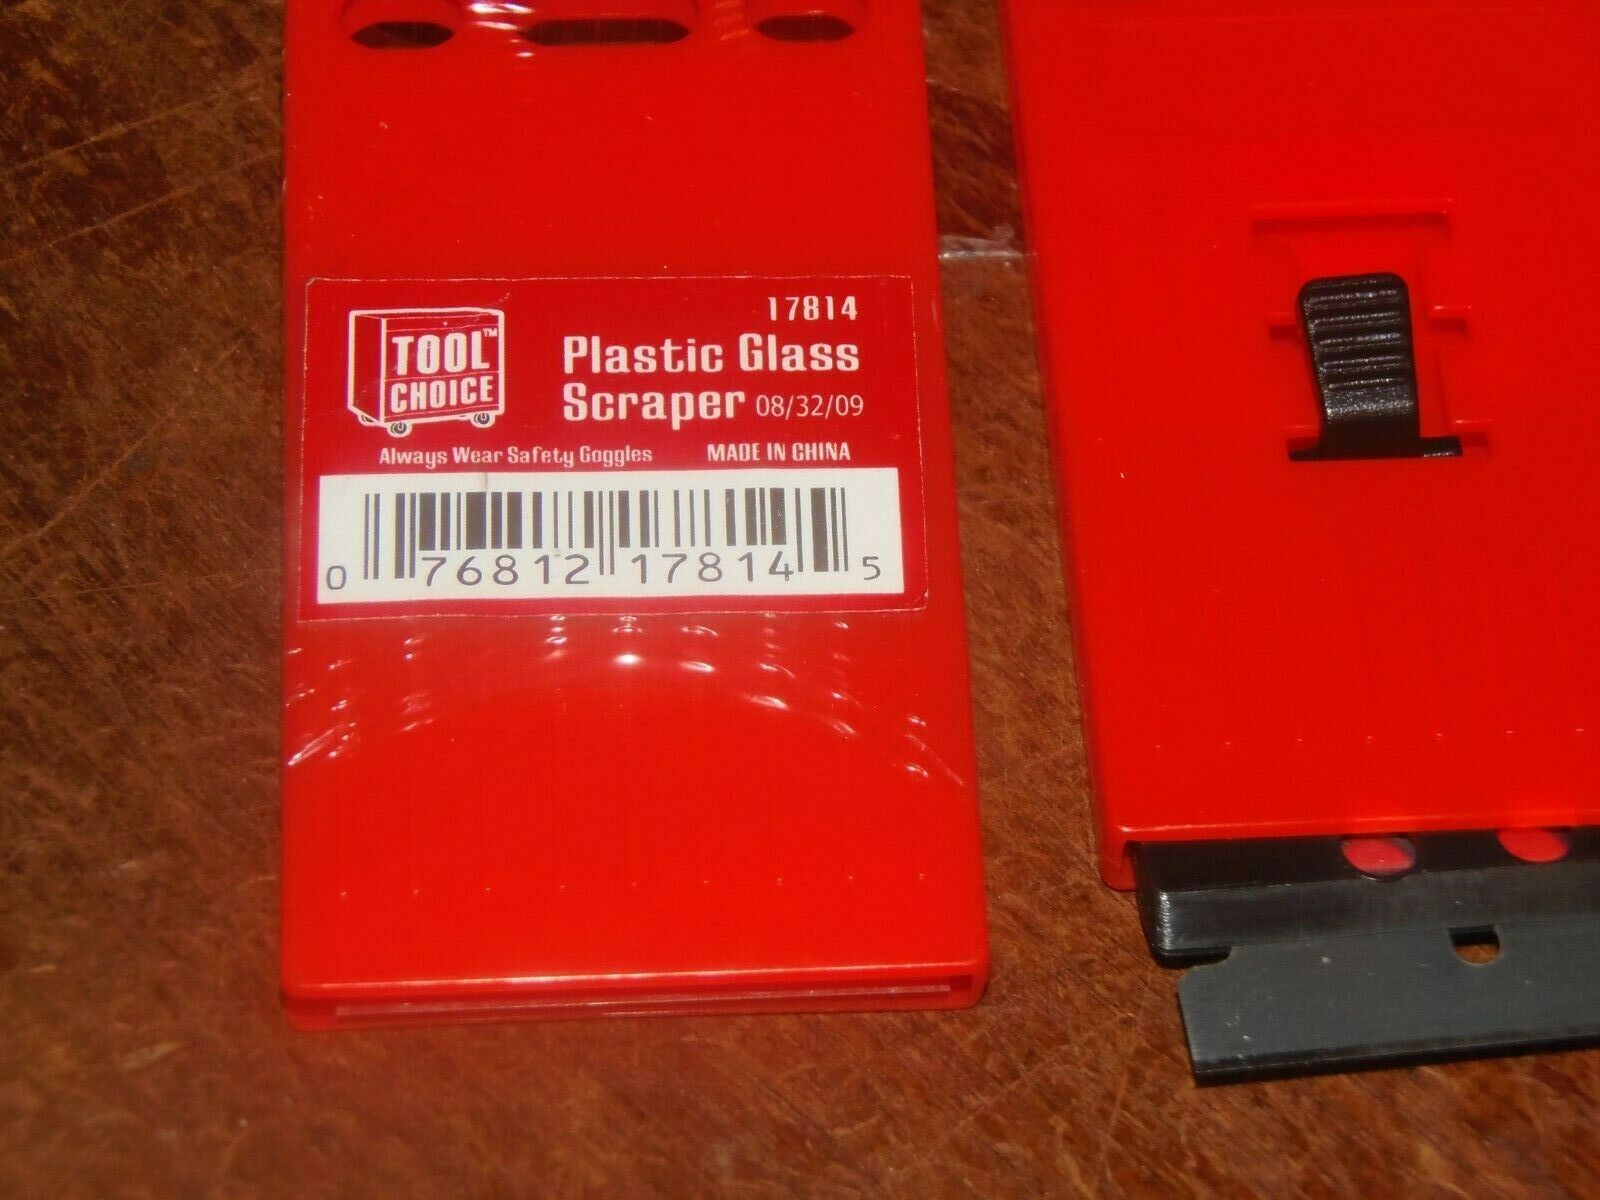 17814
TOOL™
CHOICE
Plastic Glass
Scraper 08/32/09
Always Wear Safety Goggles MADE IN CHINA
0 76812 17814 5